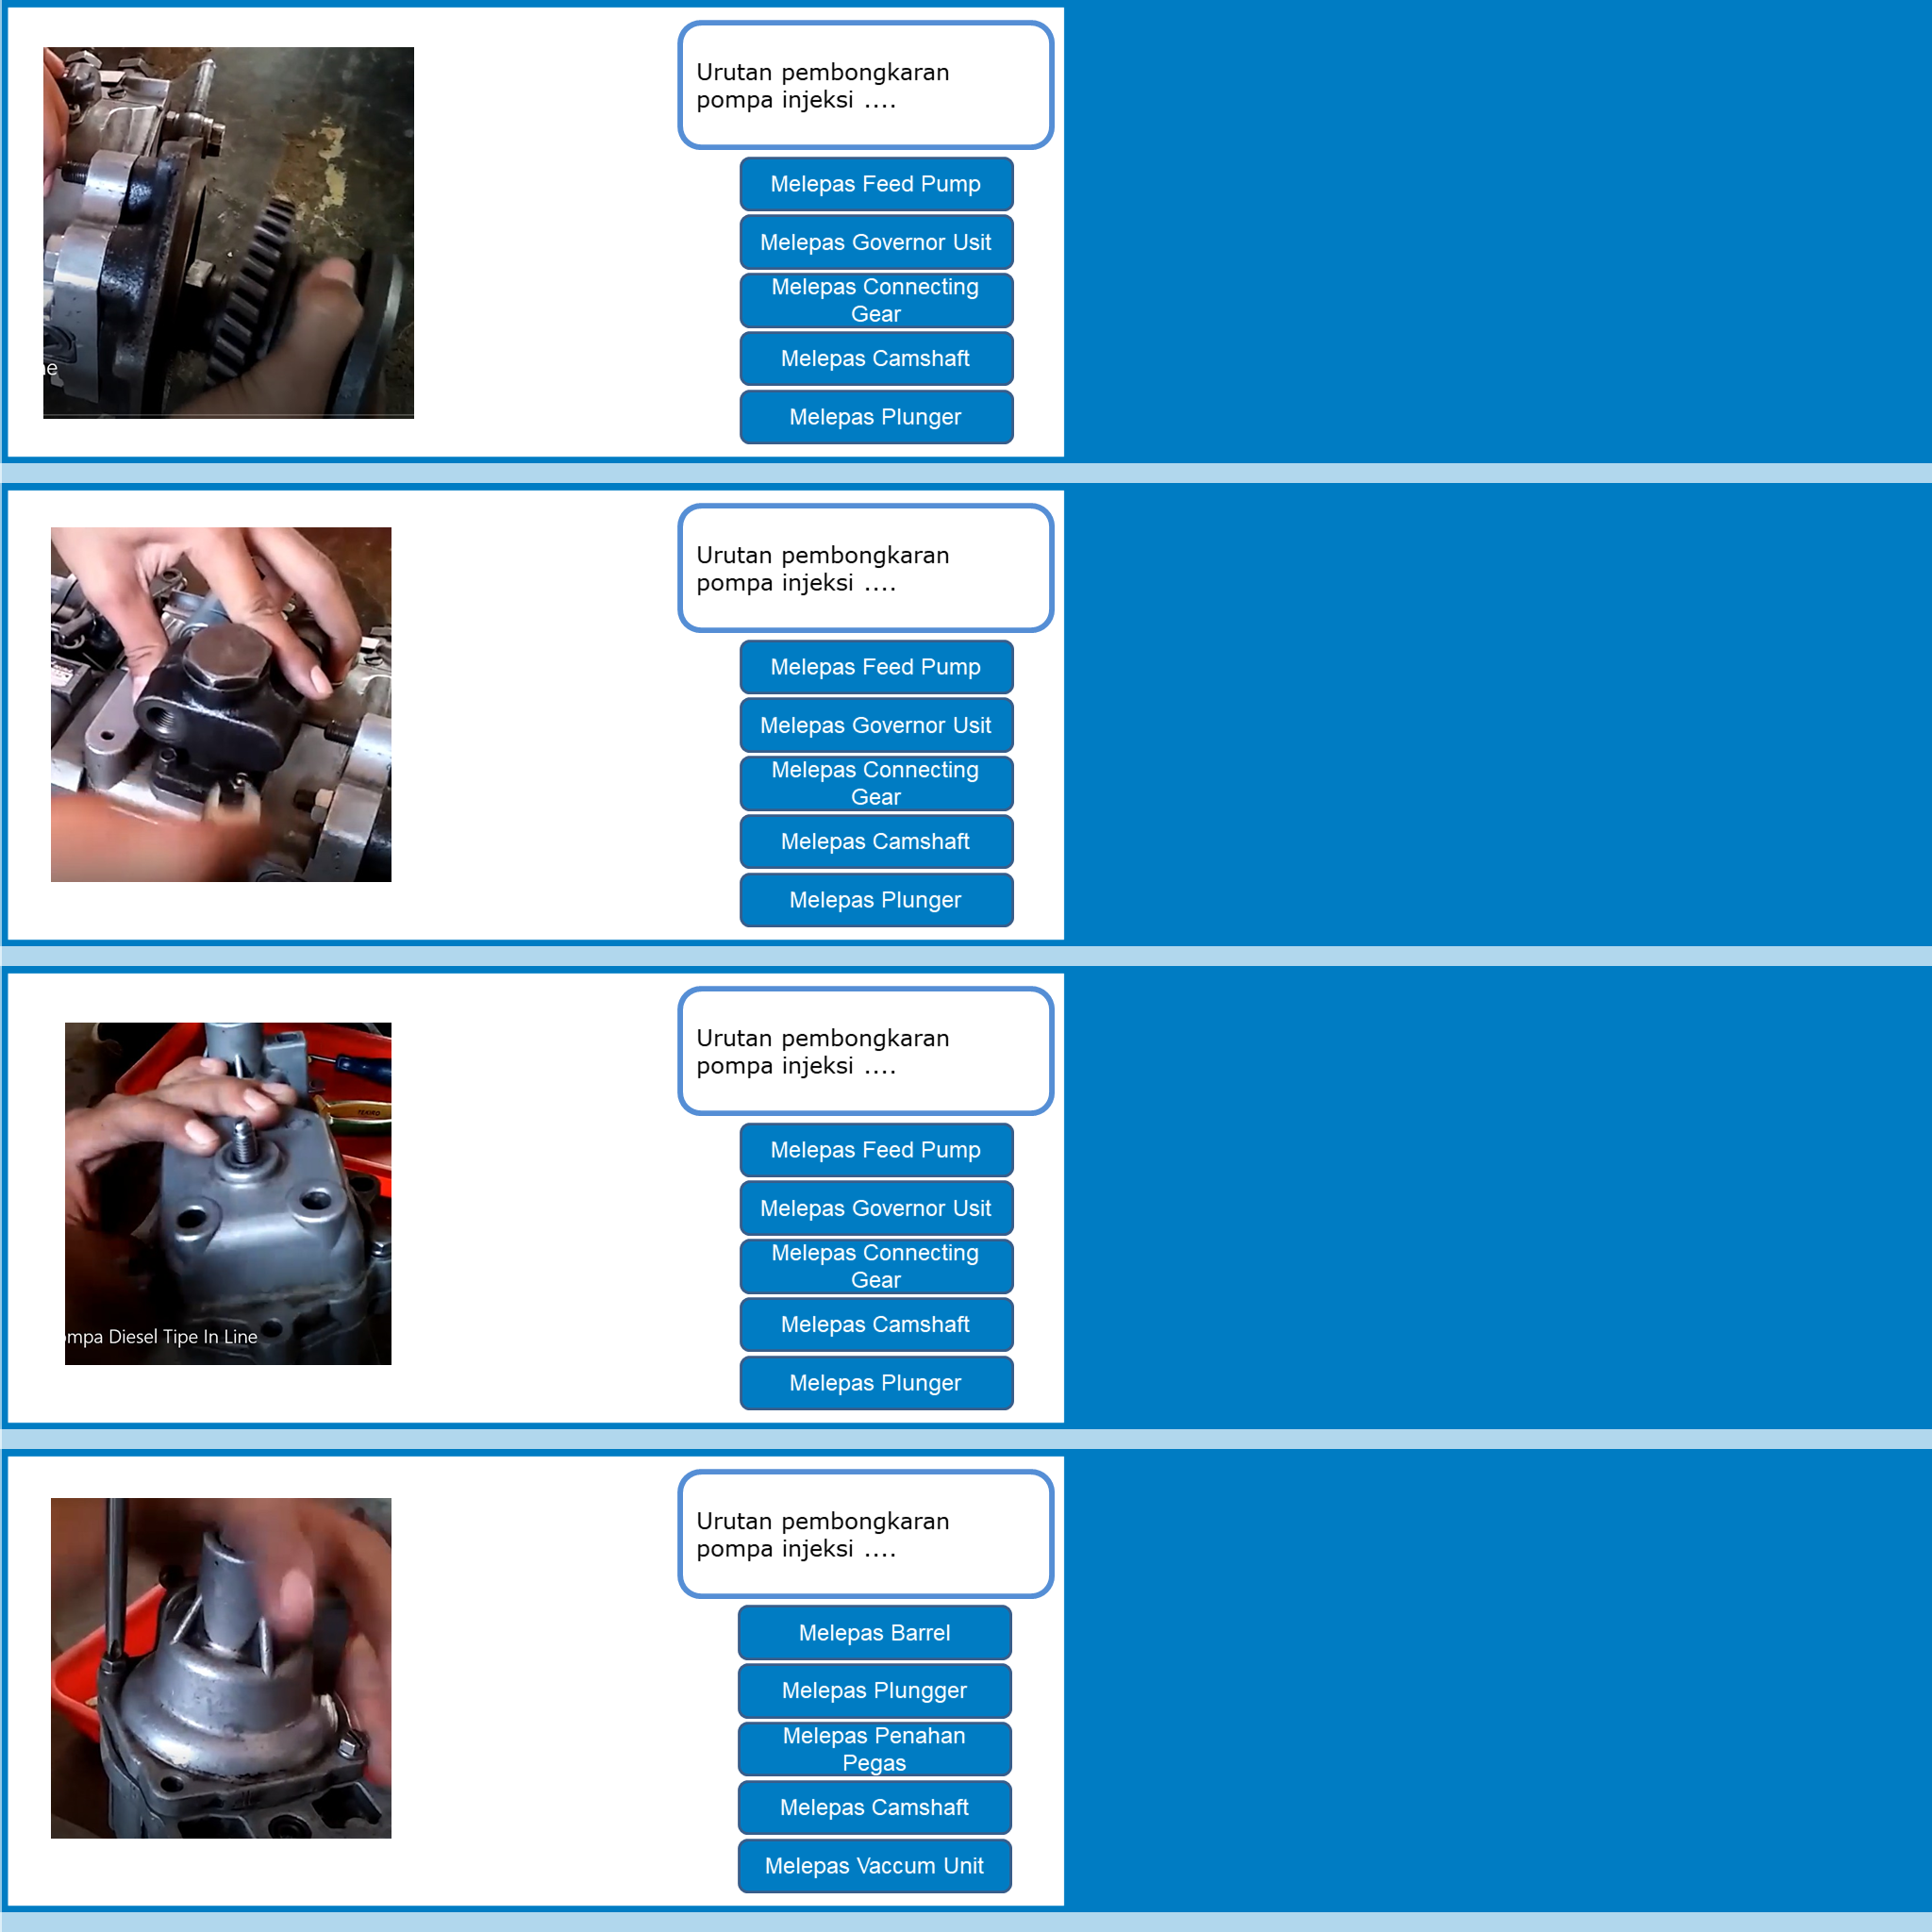 Urutan pembongkaran
pompa injeksi ....
Melepas Feed Pump
Melepas Governor Usit
Melepas Connecting
Gear
Melepas Camshaft
Melepas Plunger
Urutan pembongkaran
pompa injeksi ....
Melepas Feed Pump
Melepas Governor Usit
Melepas Connecting
Gear
Melepas Camshaft
Melepas Plunger
Urutan pembongkaran
pompa injeksi ....
Melepas Feed Pump
Melepas Governor Usit
Melepas Connecting
Gear
Melepas Camshaft
Melepas Plunger
TEKIRO
Diesel Tipe In Line
Urutan pembongkaran
pompa injeksi ....
Melepas Barrel
Melepas Plungger
Melepas Penahan
Pegas
Melepas Camshaft
Melepas Vaccum Unit